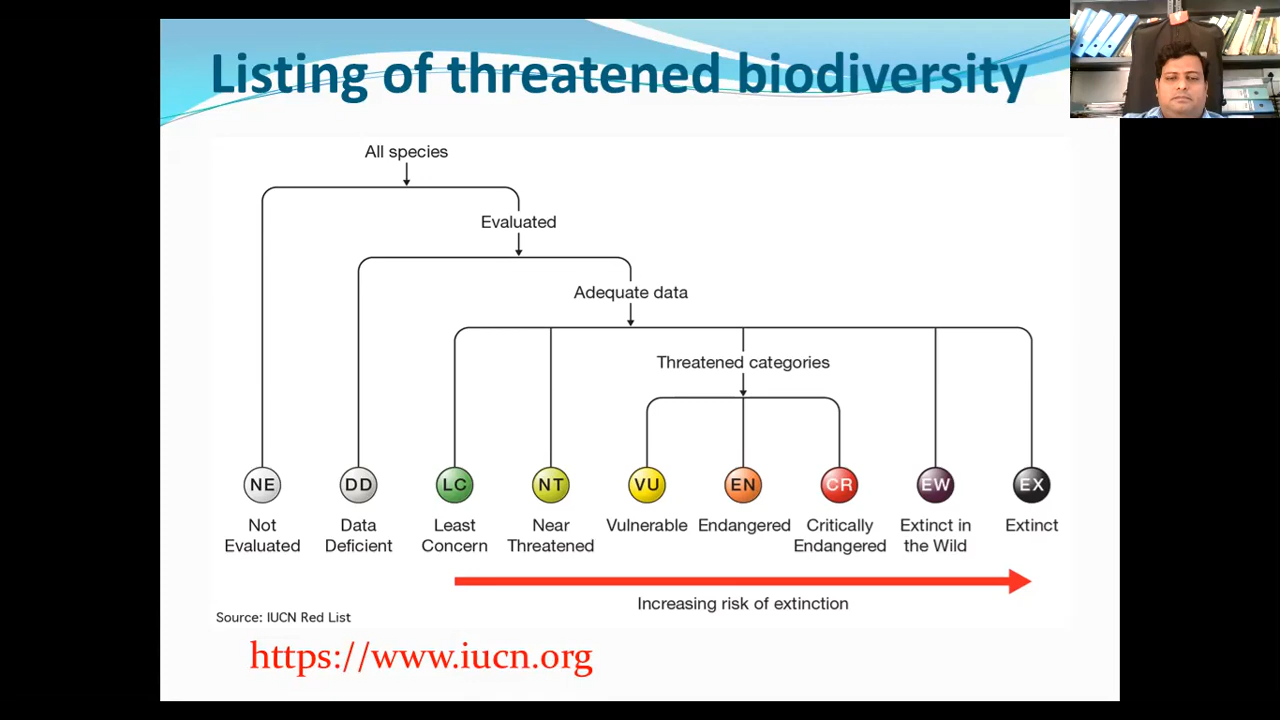 Listing of threatened biodiversity
All species
Evaluated
Adequate data
Threatened categories
NE DD LC NT VU EN CR EW EX
Not Evaluated
Data Deficient
Least Concern
Near Threatened
Vulnerable
Endangered
Critically Endangered
Extinct in the Wild
Extinct
Increasing risk of extinction
Source: IUCN Red List
https://www.iucn.org